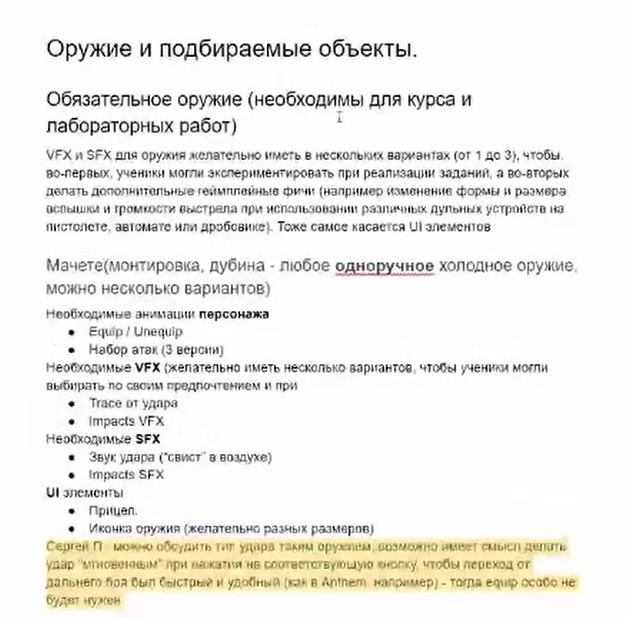 Оружие и подбираемые объекты.
Обязательное оружие (необходимы для курса и
лабораторных работ)
VFX и SFX для оружия желательно иметь в нескольких вариантах (от 1 до 3), чтобы,
во-первых, ученики могли экспериментировать при реализации заданий, а во-вторых
делать дополнительные геймплейные фичи (например изменение формы и размера
вспышки и громкости выстрела при использовании различных дульных устройств на
пистолете, автомате или дробовике). Тоже самое касается UI элементов
Мачете(монтировка, дубина - любое одноручное холодное оружие,
можно несколько вариантов)
Необходимые анимации персонажа
● Equip / Unequip
● Набор атак (3 версии)
Необходимые VFX (желательно иметь несколько вариантов, чтобы ученики могли
выбирать по своим предпочтением и при
● Trace от удара
● Impacts VFX
Необходимые SFX
● Звук удара ("свист" в воздухе)
● Impacts SFX
UI элементы
● Прицел.
● Иконка оружия (желательно разных размеров)
Сергей П - можно обсудить тип удара таким оружием, возможно имеет смысл делать
удар "мгновенным" при нажатии на соответствующую кнопку, чтобы переход от
дальнего боя был быстрый и удобный (как в Anthem, например) - тогда equip особо не
будет нужен